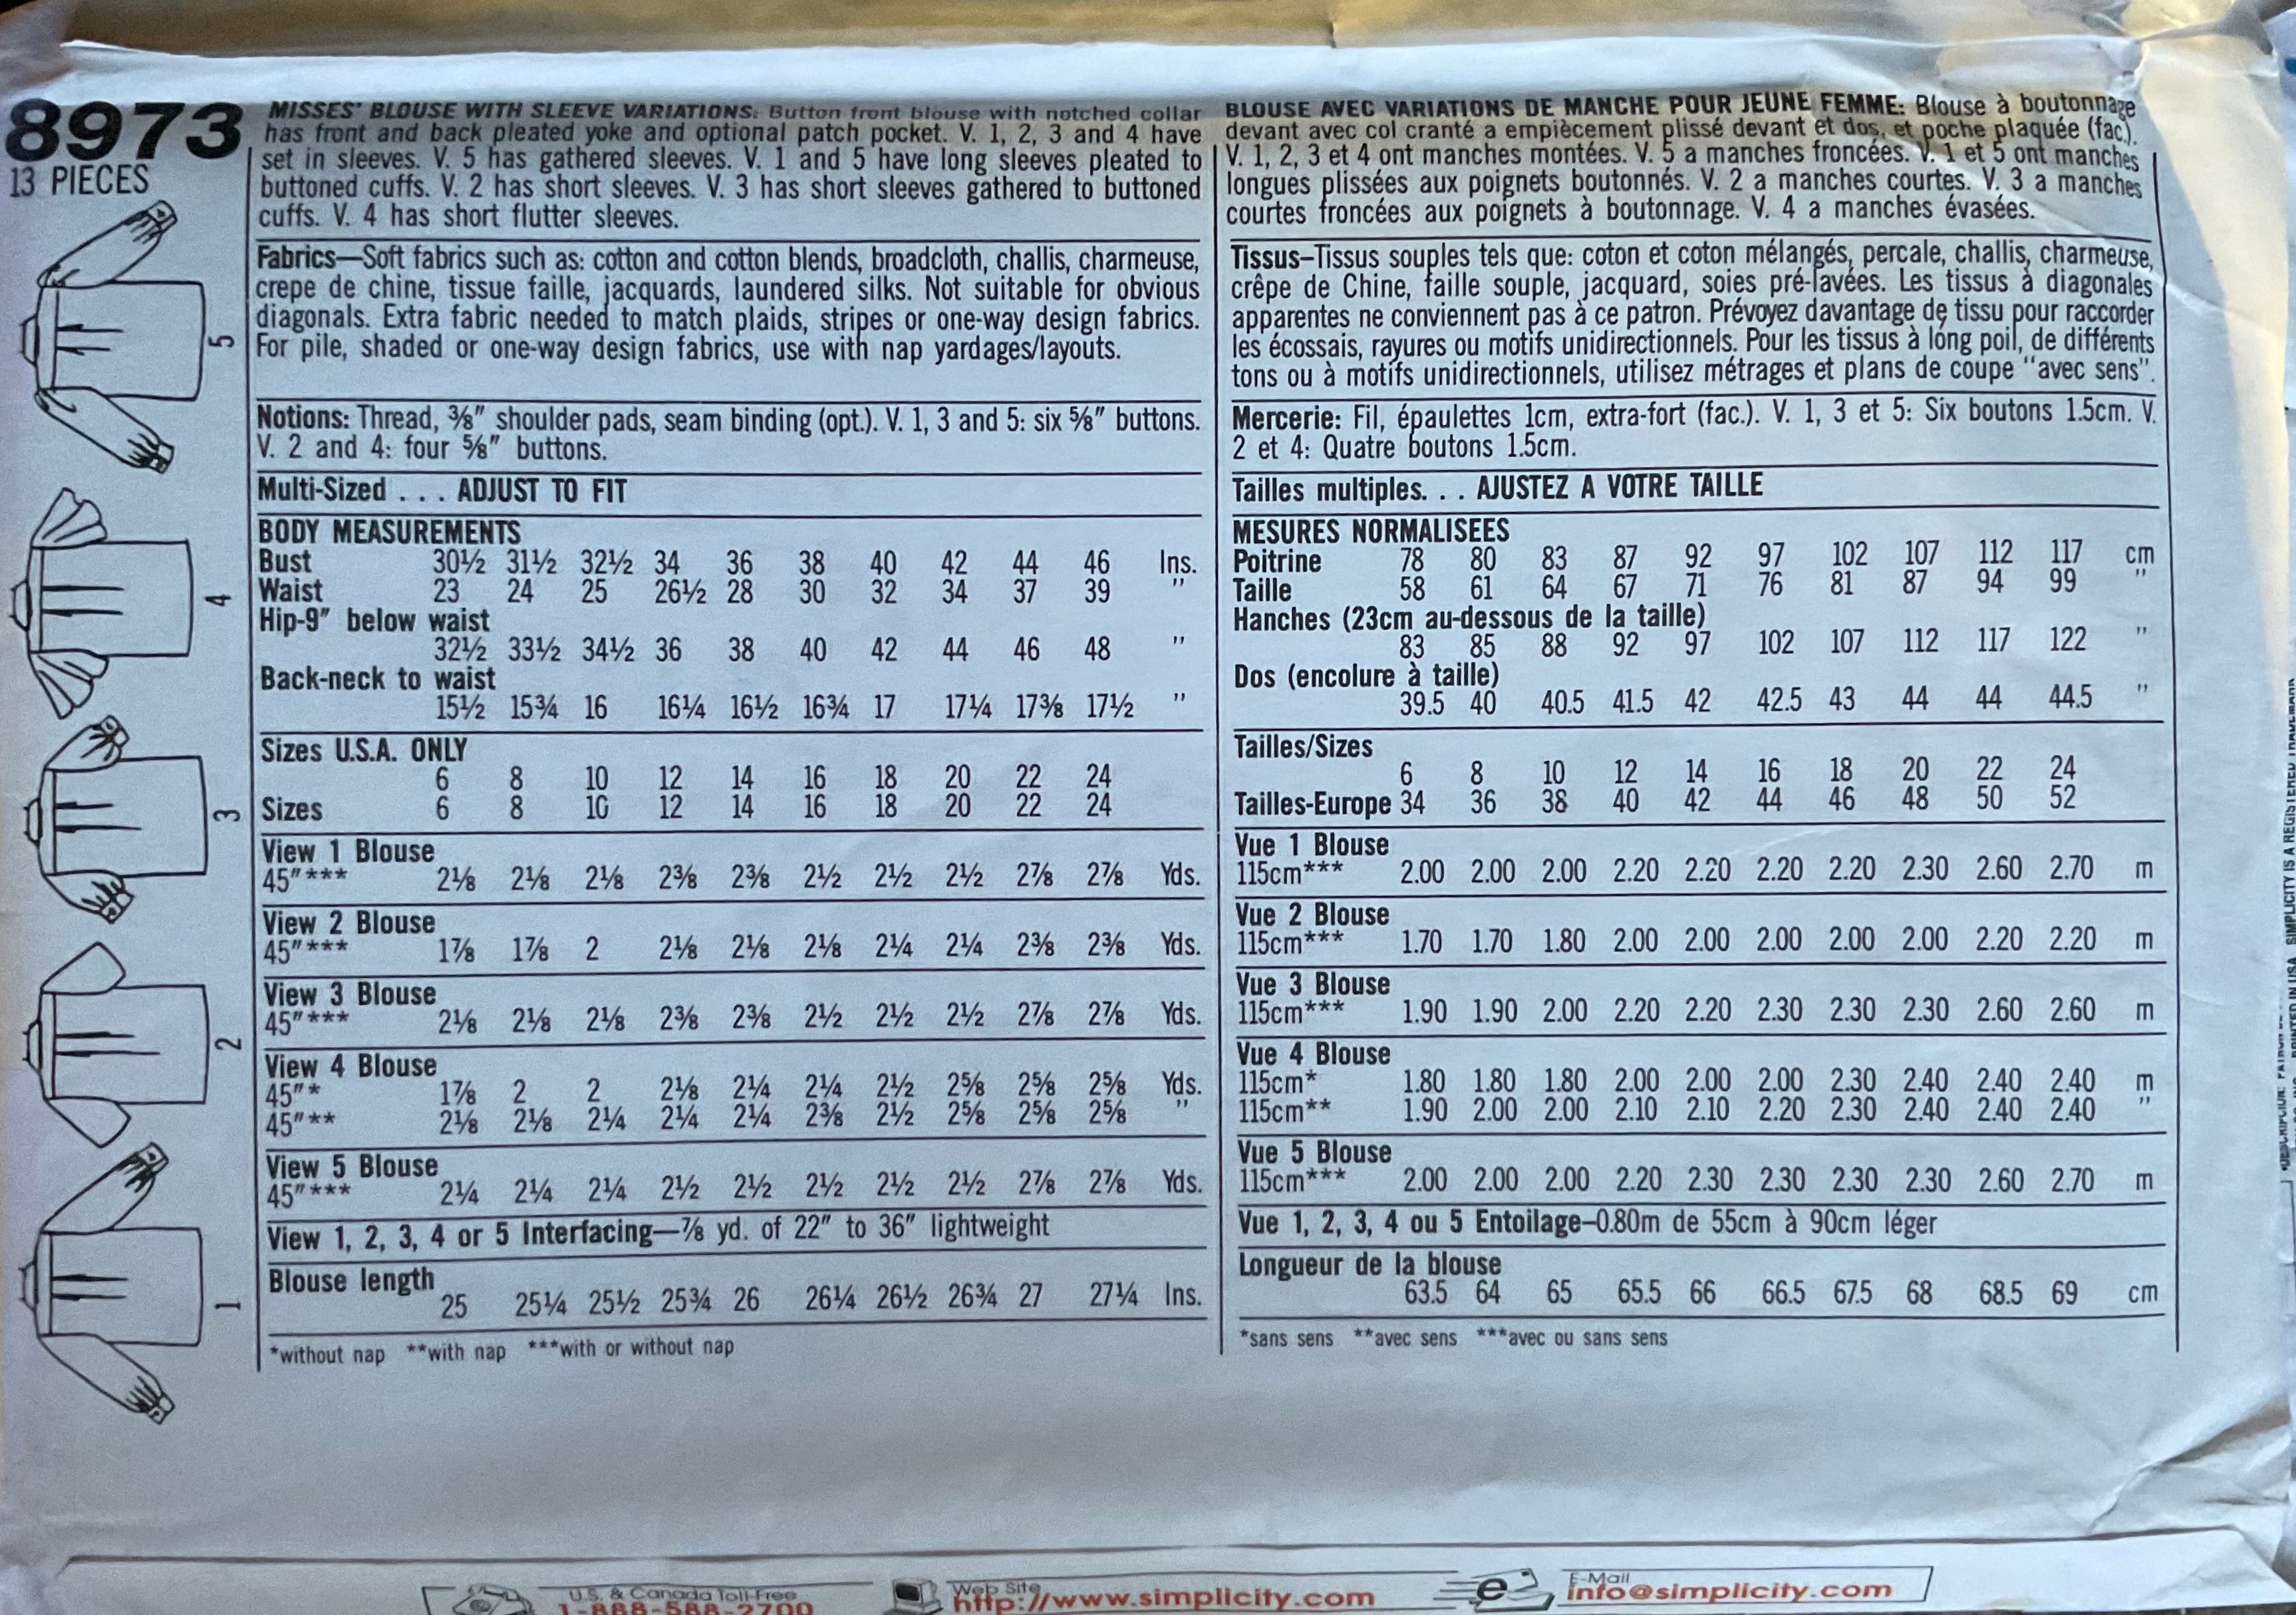 8973
13 PIECES
MISSES' BLOUSE WITH SLEEVE VARIATIONS: Button front blouse with notched collar
has front and back pleated yoke and optional patch pocket. V. 1, 2, 3 and 4 have
set in sleeves. V. 5 has gathered sleeves. V. 1 and 5 have long sleeves pleated to
buttoned cuffs. V. 2 has short sleeves. V. 3 has short sleeves gathered to buttoned
cuffs. V. 4 has short flutter sleeves.
Fabrics—Soft fabrics such as: cotton and cotton blends, broadcloth, challis, charmeuse,
crepe de chine, tissue faille, jacquards, laundered silks. Not suitable for obvious
diagonals. Extra fabric needed to match plaids, stripes or one-way design fabrics.
For pile, shaded or one-way design fabrics, use with nap yardages/layouts.
Notions: Thread, ⅜" shoulder pads, seam binding (opt.). V. 1, 3 and 5: six ⅝" buttons.
V. 2 and 4: four ⅝" buttons.
Multi-Sized . . . ADJUST TO FIT
BODY MEASUREMENTS
Bust 30½ 31½ 32½ 34 36 38 40 42 44 46 Ins.
Waist 23 24 25 26½ 28 30 32 34 37 39 "
Hip-9" below waist
32½ 33½ 34½ 36 38 40 42 44 46 48 "
Back-neck to waist
15½ 15¾ 16 16¼ 16½ 16¾ 17 17¼ 17⅜ 17½ "
Sizes U.S.A. ONLY
6 8 10 12 14 16 18 20 22 24
Sizes 6 8 10 12 14 16 18 20 22 24
View 1 Blouse
45"*** 2⅛ 2⅛ 2⅛ 2⅜ 2⅜ 2½ 2½ 2½ 2⅞ 2⅞ Yds.
View 2 Blouse
45"*** 1⅞ 1⅞ 2 2⅛ 2⅛ 2⅛ 2¼ 2¼ 2⅜ 2⅜ Yds.
View 3 Blouse
45"*** 2⅛ 2⅛ 2⅛ 2⅜ 2⅜ 2½ 2½ 2½ 2⅞ 2⅞ Yds.
View 4 Blouse
45"* 1⅞ 2 2 2⅛ 2¼ 2¼ 2½ 2⅝ 2⅝ 2⅝ Yds.
45"** 2⅛ 2⅛ 2¼ 2¼ 2¼ 2⅜ 2½ 2⅝ 2⅝ 2⅝ "
View 5 Blouse
45"*** 2¼ 2¼ 2¼ 2½ 2½ 2½ 2½ 2½ 2⅞ 2⅞ Yds.
View 1, 2, 3, 4 or 5 Interfacing—⅞ yd. of 22" to 36" lightweight
Blouse length
25 25¼ 25½ 25¾ 26 26¼ 26½ 26¾ 27 27¼ Ins.
*without nap **with nap ***with or without nap
BLOUSE AVEC VARIATIONS DE MANCHE POUR JEUNE FEMME: Blouse à boutonnage
devant avec col cranté a empiècement plissé devant et dos, et poche plaquée (fac).
V. 1, 2, 3 et 4 ont manches montées. V. 5 a manches froncées. V. 1 et 5 ont manches
longues plissées aux poignets boutonnés. V. 2 a manches courtes. V. 3 a manches
courtes froncées aux poignets à boutonnage. V. 4 a manches évasées.
Tissus–Tissus souples tels que: coton et coton mélangés, percale, challis, charmeuse,
crêpe de Chine, faille souple, jacquard, soies pré-lavées. Les tissus à diagonales
apparentes ne conviennent pas à ce patron. Prévoyez davantage de tissu pour raccorder
les écossais, rayures ou motifs unidirectionnels. Pour les tissus à long poil, de différents
tons ou à motifs unidirectionnels, utilisez métrages et plans de coupe "avec sens".
Mercerie: Fil, épaulettes 1cm, extra-fort (fac.). V. 1, 3 et 5: Six boutons 1.5cm. V.
2 et 4: Quatre boutons 1.5cm.
Tailles multiples. . . AJUSTEZ A VOTRE TAILLE
MESURES NORMALISEES
Poitrine 78 80 83 87 92 97 102 107 112 117 cm
Taille 58 61 64 67 71 76 81 87 94 99 "
Hanches (23cm au-dessous de la taille)
83 85 88 92 97 102 107 112 117 122 "
Dos (encolure à taille)
39.5 40 40.5 41.5 42 42.5 43 44 44 44.5 "
Tailles/Sizes
6 8 10 12 14 16 18 20 22 24
Tailles-Europe 34 36 38 40 42 44 46 48 50 52
Vue 1 Blouse
115cm*** 2.00 2.00 2.00 2.20 2.20 2.20 2.20 2.30 2.60 2.70 m
Vue 2 Blouse
115cm*** 1.70 1.70 1.80 2.00 2.00 2.00 2.00 2.00 2.20 2.20 m
Vue 3 Blouse
115cm*** 1.90 1.90 2.00 2.20 2.20 2.30 2.30 2.30 2.60 2.60 m
Vue 4 Blouse
115cm* 1.80 1.80 1.80 2.00 2.00 2.00 2.30 2.40 2.40 2.40 m
115cm** 1.90 2.00 2.00 2.10 2.10 2.20 2.30 2.40 2.40 2.40 "
Vue 5 Blouse
115cm*** 2.00 2.00 2.00 2.20 2.30 2.30 2.30 2.30 2.60 2.70 m
Vue 1, 2, 3, 4 ou 5 Entoilage–0.80m de 55cm à 90cm léger
Longueur de la blouse
63.5 64 65 65.5 66 66.5 67.5 68 68.5 69 cm
*sans sens **avec sens ***avec ou sans sens
5
4
3
2
1
SIMPLICITY IS A REGISTERED TRADEMARK
PRINTED IN USA
U.S. & Canada Toll-Free
1-888-588-2700
Web Site
http://www.simplicity.com
E-Mail
info@simplicity.com